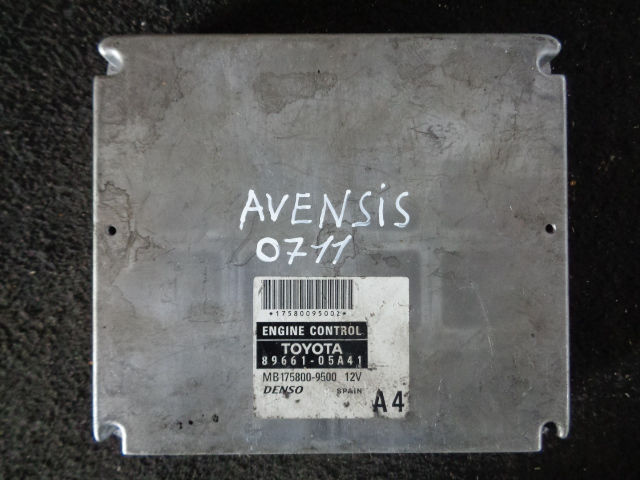 AVENSiS
0711
*17580095002*
ENGINE CONTROL
TOYOTA
89661-05A41
MB175800-9500 12V
DENSO SPAIN A4